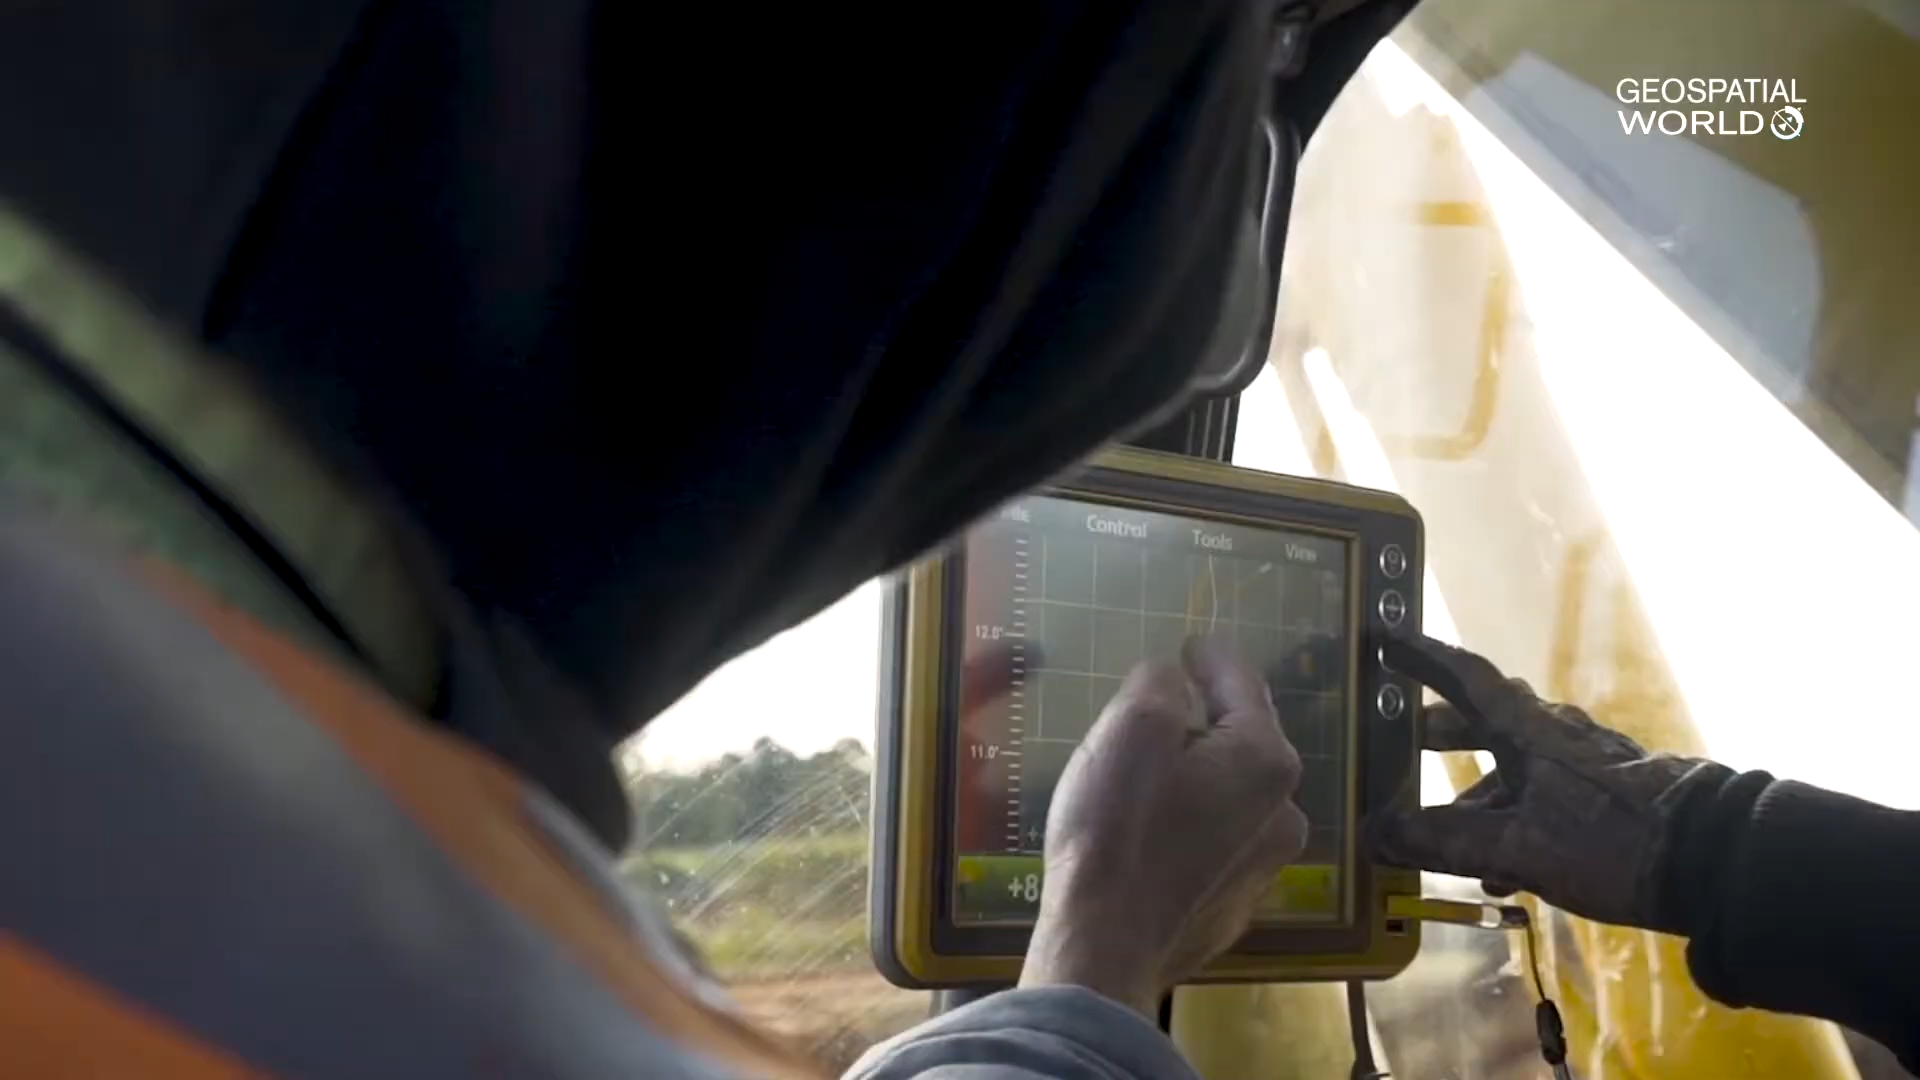 GEOSPATIAL
WORLD
Control
Tools
View
12.0"
11.0"
+8